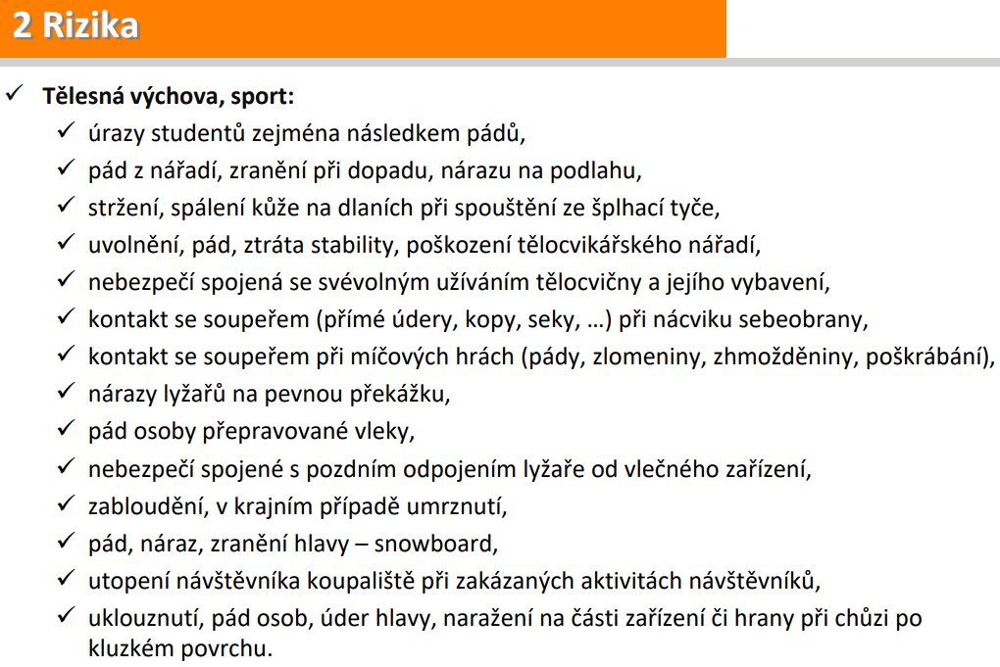 2 Rizika
✓ Tělesná výchova, sport:
✓ úrazy studentů zejména následkem pádů,
✓ pád z nářadí, zranění při dopadu, nárazu na podlahu,
✓ stržení, spálení kůže na dlaních při spouštění ze šplhací tyče,
✓ uvolnění, pád, ztráta stability, poškození tělocvikářského nářadí,
✓ nebezpečí spojená se svévolným užíváním tělocvičny a jejího vybavení,
✓ kontakt se soupeřem (přímé údery, kopy, seky, …) při nácviku sebeobrany,
✓ kontakt se soupeřem při míčových hrách (pády, zlomeniny, zhmožděniny, poškrábání),
✓ nárazy lyžařů na pevnou překážku,
✓ pád osoby přepravované vleky,
✓ nebezpečí spojené s pozdním odpojením lyžaře od vlečného zařízení,
✓ zabloudění, v krajním případě umrznutí,
✓ pád, náraz, zranění hlavy – snowboard,
✓ utopení návštěvníka koupaliště při zakázaných aktivitách návštěvníků,
✓ uklouznutí, pád osob, úder hlavy, naražení na části zařízení či hrany při chůzi po
kluzkém povrchu.